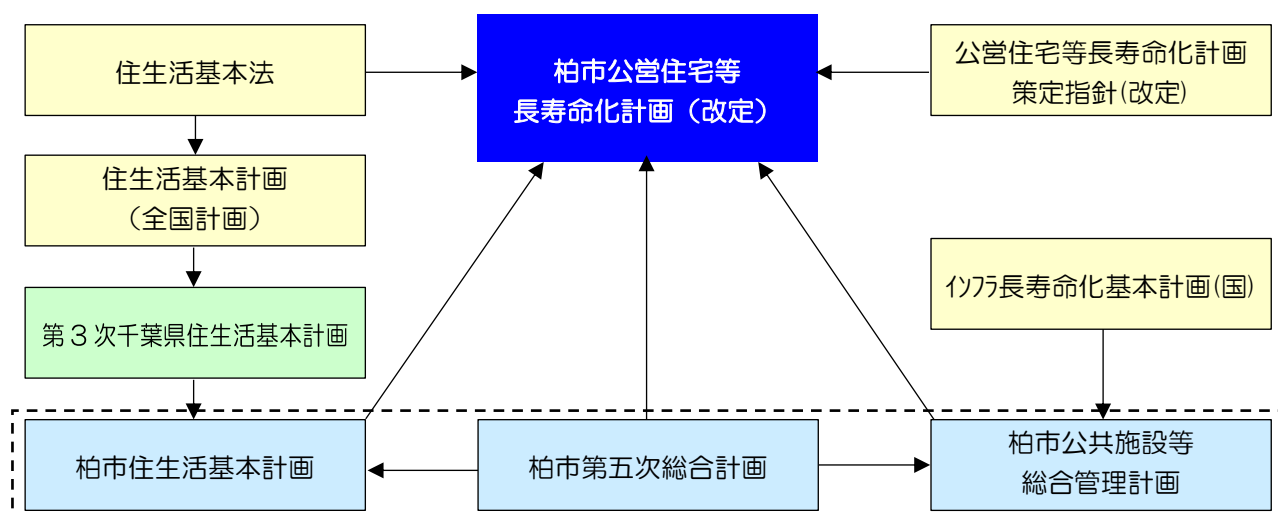 住生活基本法
柏市公営住宅等
長寿命化計画（改定）
公営住宅等長寿命化計画
策定指針(改定)
住生活基本計画
（全国計画）
ｲﾝﾌﾗ長寿命化基本計画(国)
第３次千葉県住生活基本計画
柏市住生活基本計画
柏市第五次総合計画
柏市公共施設等
総合管理計画